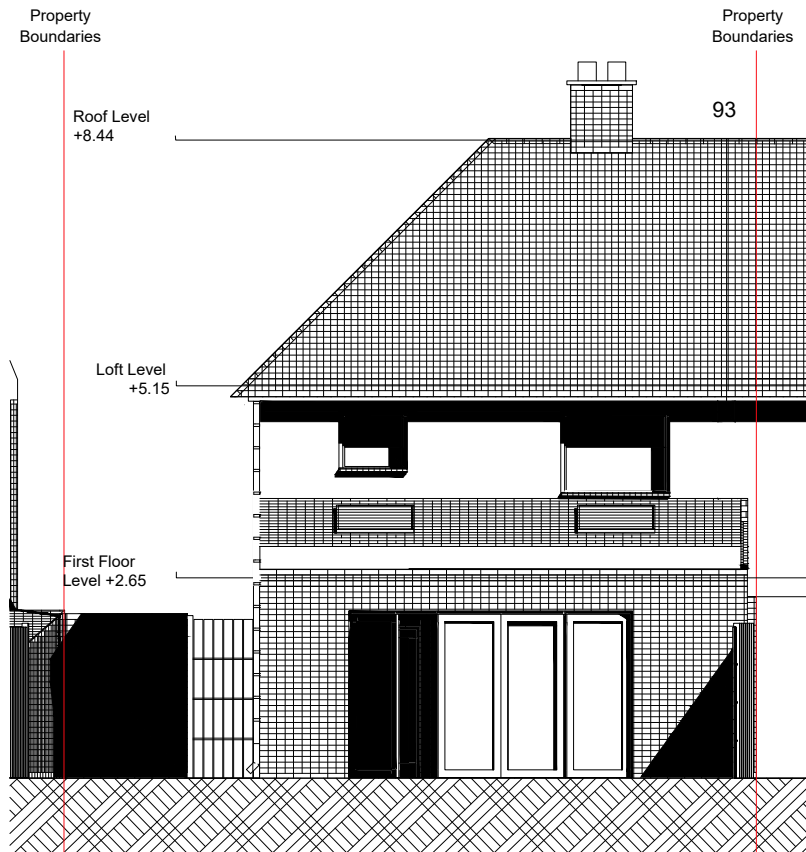 Property
Boundaries
Property
Boundaries
93
Roof Level
+8.44
Loft Level
+5.15
First Floor
Level +2.65